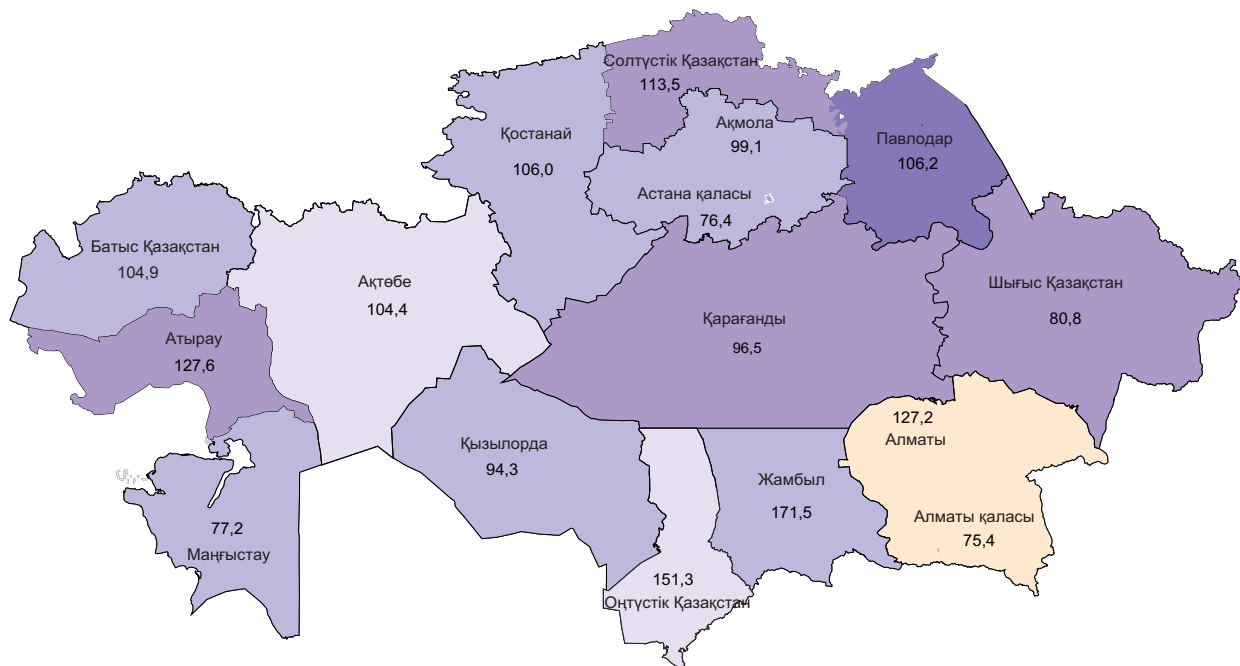 Солтүстік Қазақстан
113,5
Қостанай
106,0
Ақмола
99,1
Павлодар
106,2
Астана қаласы
76,4
Батыс Қазақстан
104,9
Ақтөбе
104,4
Шығыс Қазақстан
80,8
Қарағанды
96,5
Атырау
127,6
127,2
Алматы
Қызылорда
94,3
Жамбыл
171,5
Алматы қаласы
75,4
77,2
Маңғыстау
151,3
Оңтүстік Қазақстан